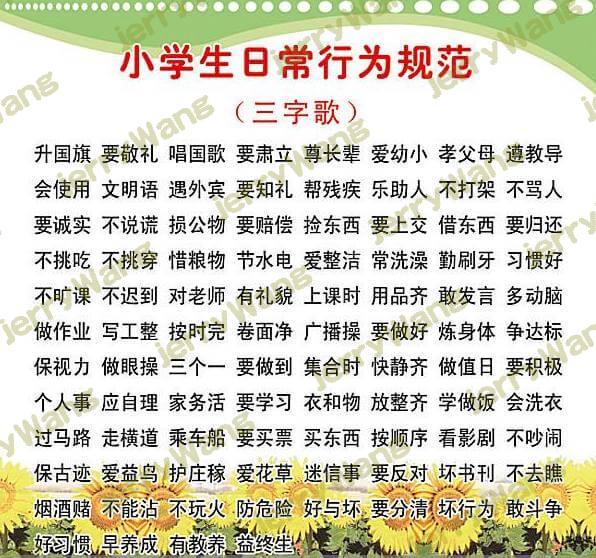 小学生日常行为规范
（三字歌）
升国旗 要敬礼 唱国歌 要肃立 尊长辈 爱幼小 孝父母 遵教导
会使用 文明语 遇外宾 要知礼 帮残疾 乐助人 不打架 不骂人
要诚实 不说谎 损公物 要赔偿 捡东西 要上交 借东西 要归还
不挑吃 不挑穿 惜粮物 节水电 爱整洁 常洗澡 勤刷牙 习惯好
不旷课 不迟到 对老师 有礼貌 上课时 用品齐 敢发言 多动脑
做作业 写工整 按时完 卷面净 广播操 要做好 炼身体 争达标
保视力 做眼操 三个一 要做到 集合时 快静齐 做值日 要积极
个人事 应自理 家务活 要学习 衣和物 放整齐 学做饭 会洗衣
过马路 走横道 乘车船 要买票 买东西 按顺序 看影剧 不吵闹
保古迹 爱益鸟 护庄稼 爱花草 迷信事 要反对 坏书刊 不去瞧
烟酒赌 不能沾 不玩火 防危险 好与坏 要分清 坏行为 敢斗争
好习惯 早养成 有教养 益终生
jerryWang